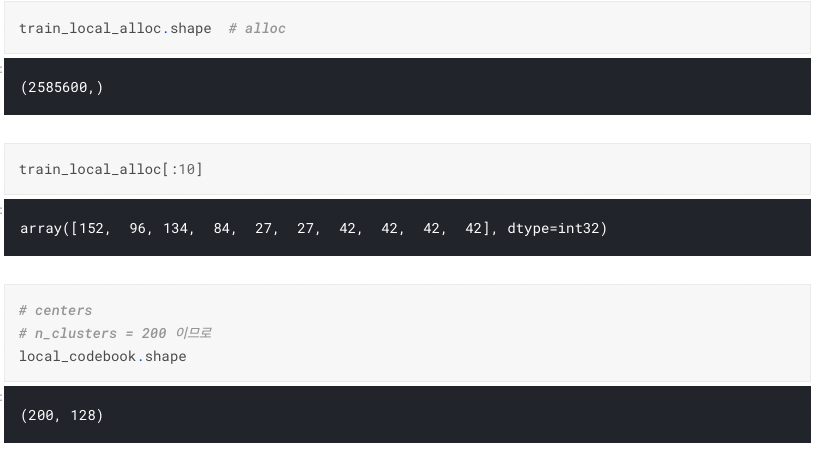 train_local_alloc.shape  # alloc
(2585600,)
train_local_alloc[:10]
array([152,  96, 134,  84,  27,  27,  42,  42,  42,  42], dtype=int32)
# centers
# n_clusters = 200 이므로
local_codebook.shape
(200, 128)